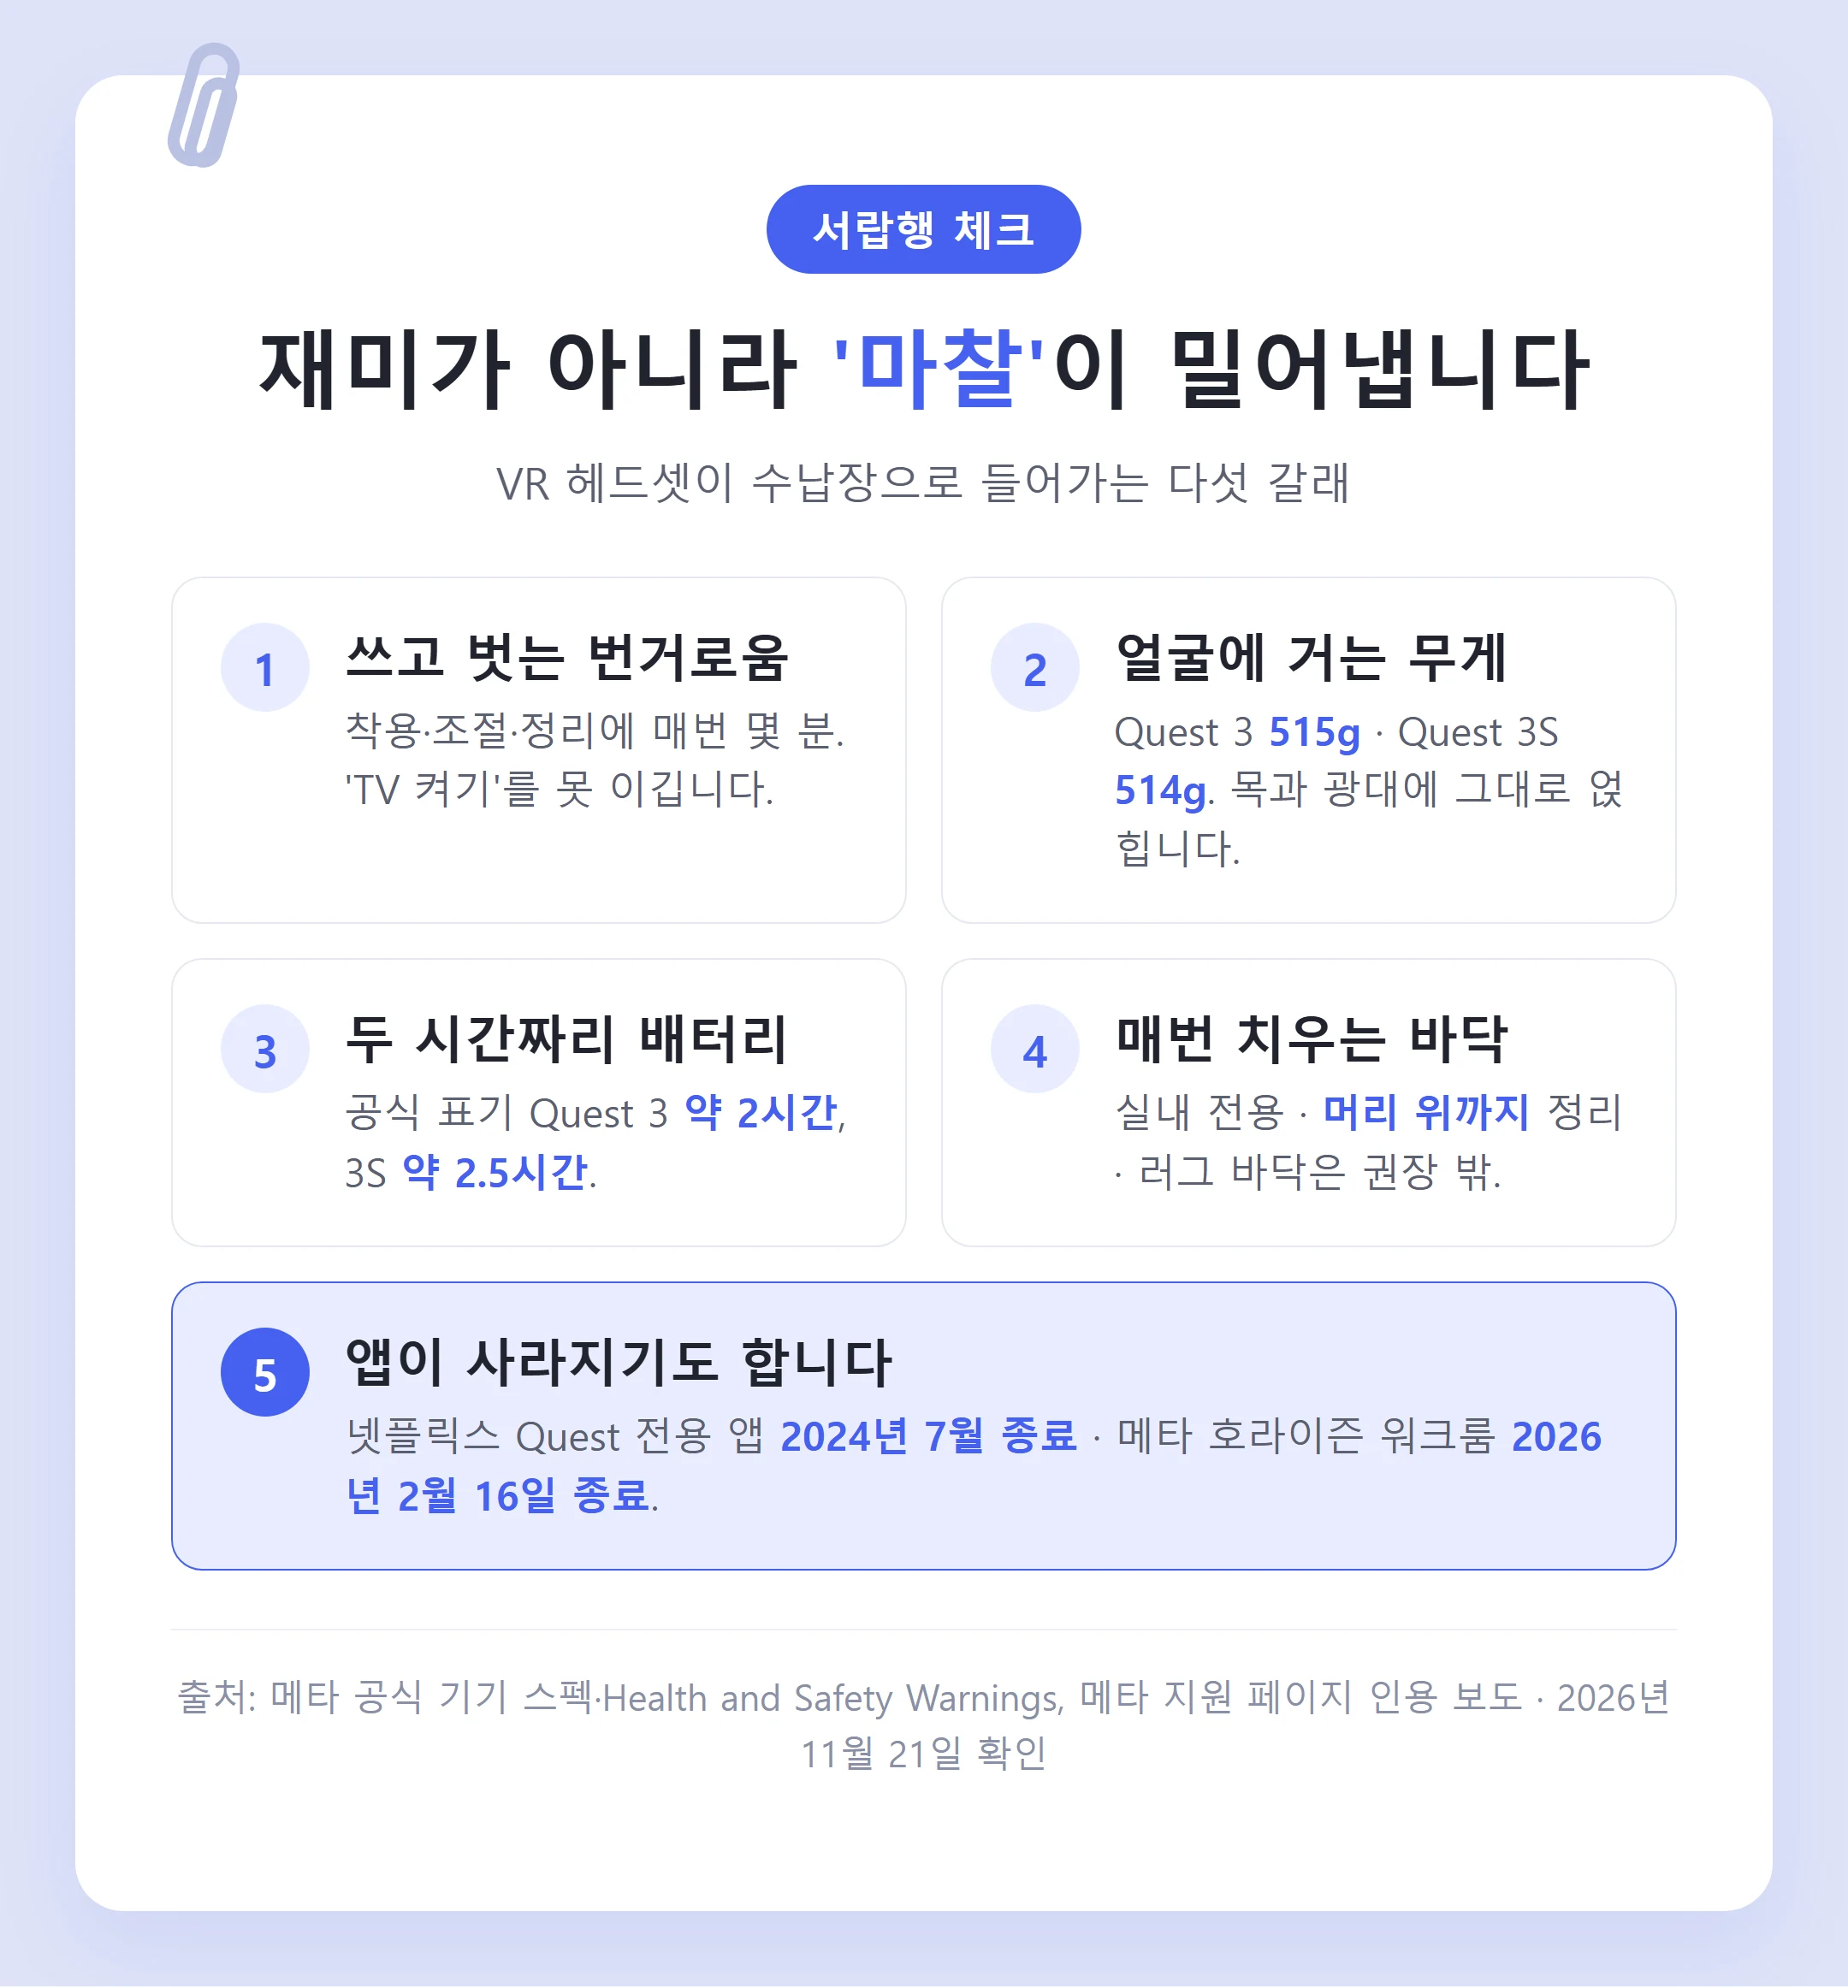 서랍행 체크
재미가 아니라 '마찰'이 밀어냅니다
VR 헤드셋이 수납장으로 들어가는 다섯 갈래
1
쓰고 벗는 번거로움
착용·조절·정리에 매번 몇 분.
'TV 켜기'를 못 이깁니다.
2
얼굴에 거는 무게
Quest 3 515g · Quest 3S
514g. 목과 광대에 그대로 얹
힙니다.
3
두 시간짜리 배터리
공식 표기 Quest 3 약 2시간,
3S 약 2.5시간.
4
매번 치우는 바닥
실내 전용 · 머리 위까지 정리
· 러그 바닥은 권장 밖.
5
앱이 사라지기도 합니다
넷플릭스 Quest 전용 앱 2024년 7월 종료 · 메타 호라이즌 워크룸 2026
년 2월 16일 종료.
출처: 메타 공식 기기 스펙·Health and Safety Warnings, 메타 지원 페이지 인용 보도 · 2026년
11월 21일 확인